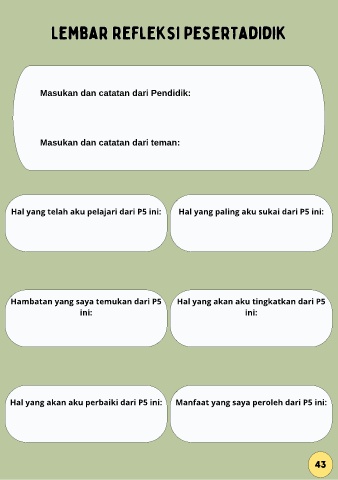 LEMBAR REFLEKSI PESERTADIDIK
Masukan dan catatan dari Pendidik:
Masukan dan catatan dari teman:
Hal yang telah aku pelajari dari P5 ini:
Hal yang paling aku sukai dari P5 ini:
Hambatan yang saya temukan dari P5
ini:
Hal yang akan aku tingkatkan dari P5
ini:
Hal yang akan aku perbaiki dari P5 ini:
Manfaat yang saya peroleh dari P5 ini:
43